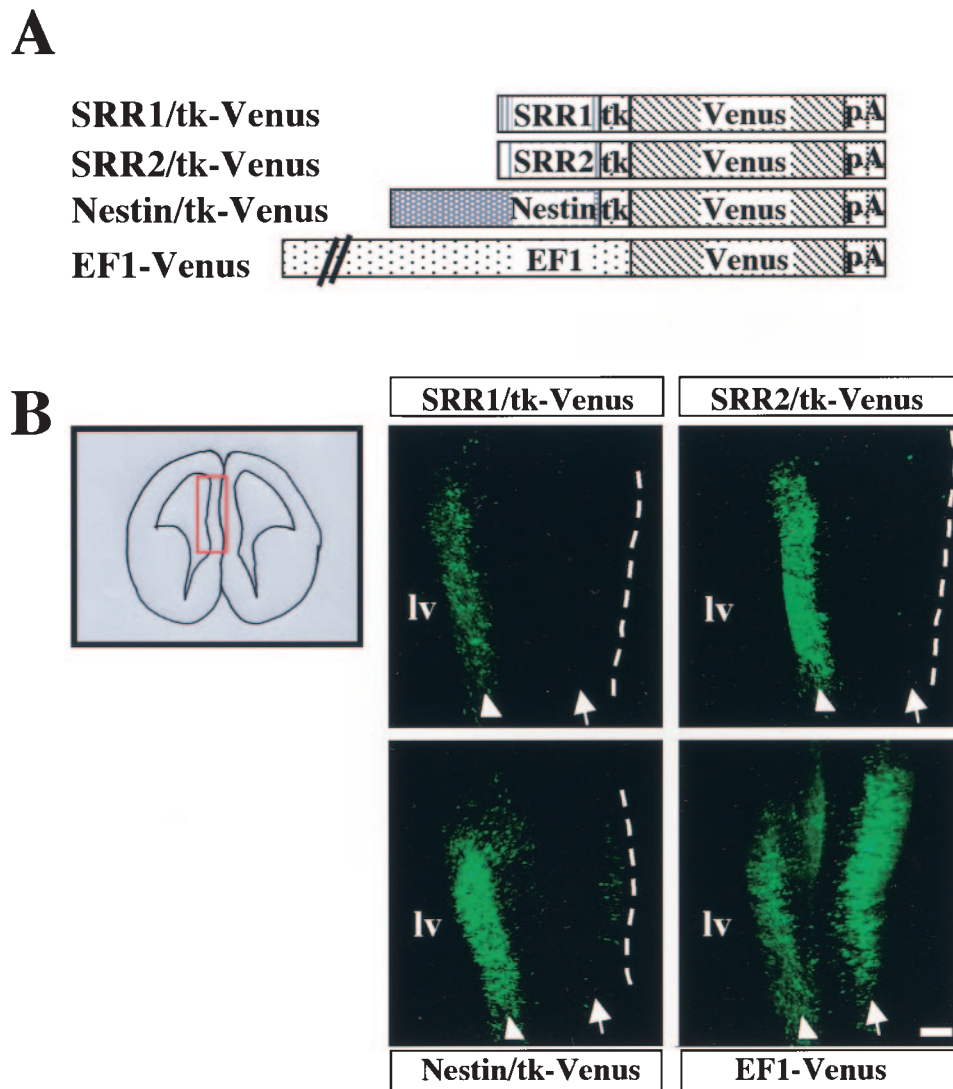 A
SRR1/tk-Venus
SRR1 tk Venus pA
SRR2/tk-Venus
SRR2 tk Venus pA
Nestin/tk-Venus
Nestin tk Venus pA
EF1-Venus
EF1 Venus pA
B
SRR1/tk-Venus
SRR2/tk-Venus
lv
lv
lv
lv
Nestin/tk-Venus
EF1-Venus